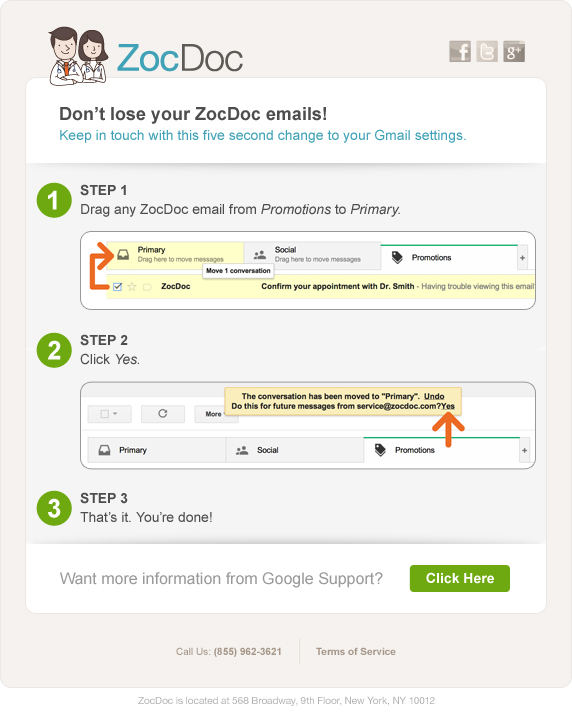 ZocDoc
Don't lose your ZocDoc emails!
Keep in touch with this five second change to your Gmail settings.
1
STEP 1
Drag any ZocDoc email from Promotions to Primary.
Primary
Drag here to move messages
Social
Drag here to move messages
Promotions
+
Move 1 conversation
ZocDoc
Confirm your appointment with Dr. Smith - Having trouble viewing this email
2
STEP 2
Click Yes.
The conversation has been moved to "Primary". Undo
Do this for future messages from service@zocdoc.com?Yes
More
Primary
Social
Promotions
+
3
STEP 3
That's it. You're done!
Want more information from Google Support?
Click Here
Call Us: (855) 962-3621
Terms of Service
ZocDoc is located at 568 Broadway, 9th Floor, New York, NY 10012